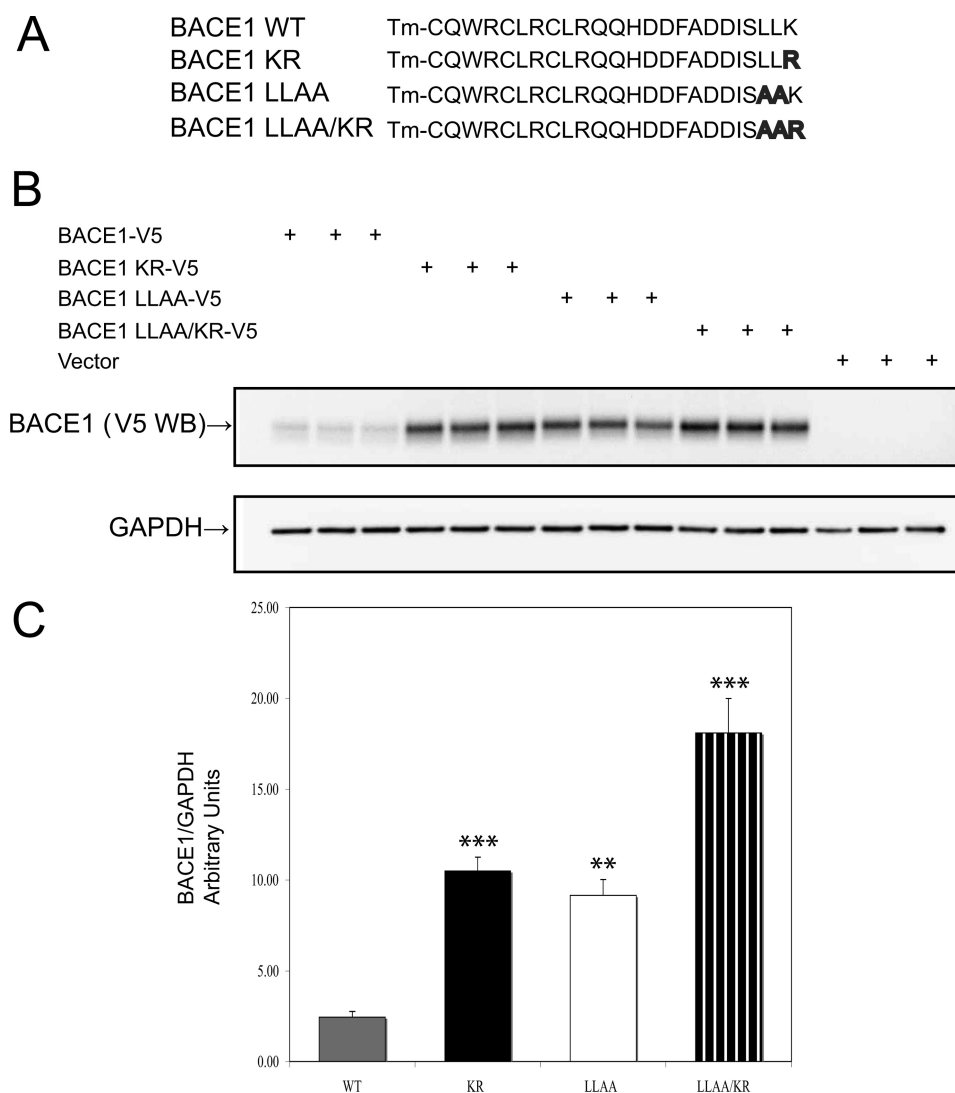 A
BACE1 WT Tm-CQWRCLRCLRQQHDDFADDISLLK
BACE1 KR Tm-CQWRCLRCLRQQHDDFADDISLLR
BACE1 LLAA Tm-CQWRCLRCLRQQHDDFADDISAAK
BACE1 LLAA/KR Tm-CQWRCLRCLRQQHDDFADDISAAR
B
BACE1-V5 + + +
BACE1 KR-V5 + + +
BACE1 LLAA-V5 + + +
BACE1 LLAA/KR-V5 + + +
Vector + + +
BACE1 (V5 WB)→
GAPDH→
C
BACE1/GAPDH
Arbitrary Units
25.00
20.00
15.00
10.00
5.00
0.00
***
**
***
WT KR LLAA LLAA/KR